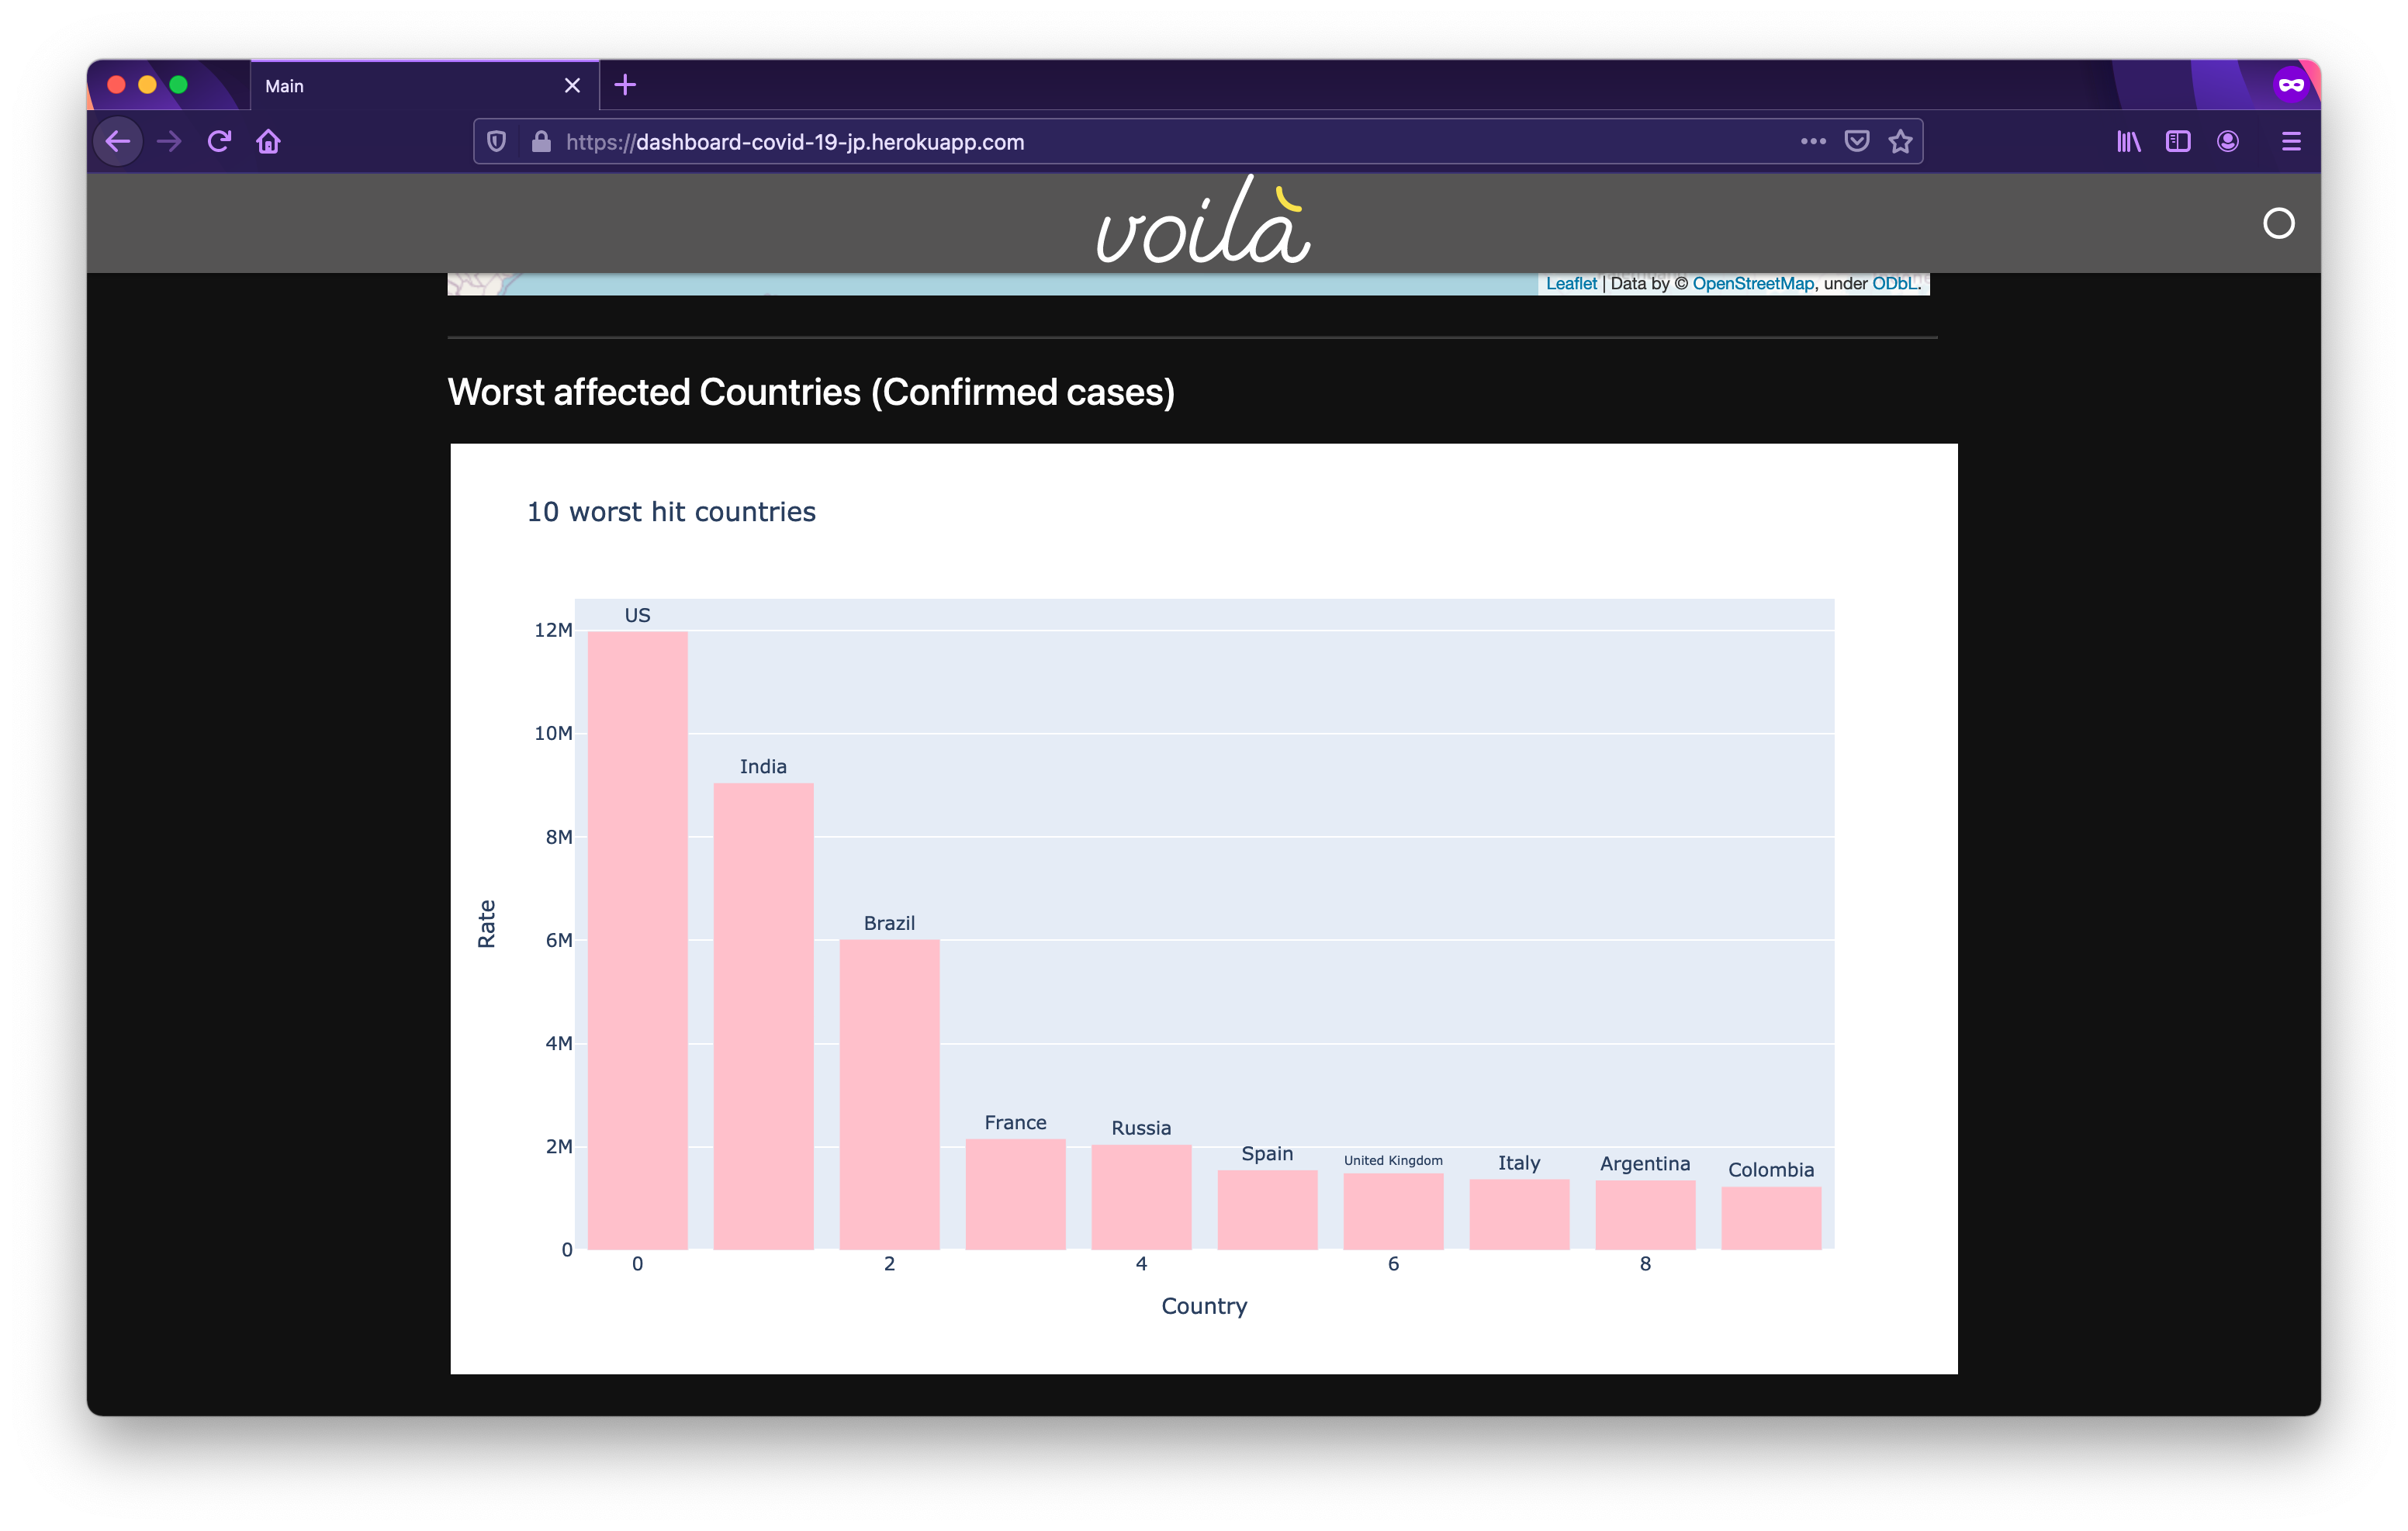 Main
https://dashboard-covid-19-jp.herokuapp.com
voilà
Leaflet | Data by © OpenStreetMap, under ODbL.
Worst affected Countries (Confirmed cases)
10 worst hit countries
US
12M
10M
India
8M
Brazil
6M
Rate
4M
France
Russia
2M
Spain
United Kingdom
Italy
Argentina
Colombia
0
0 2 4 6 8
Country